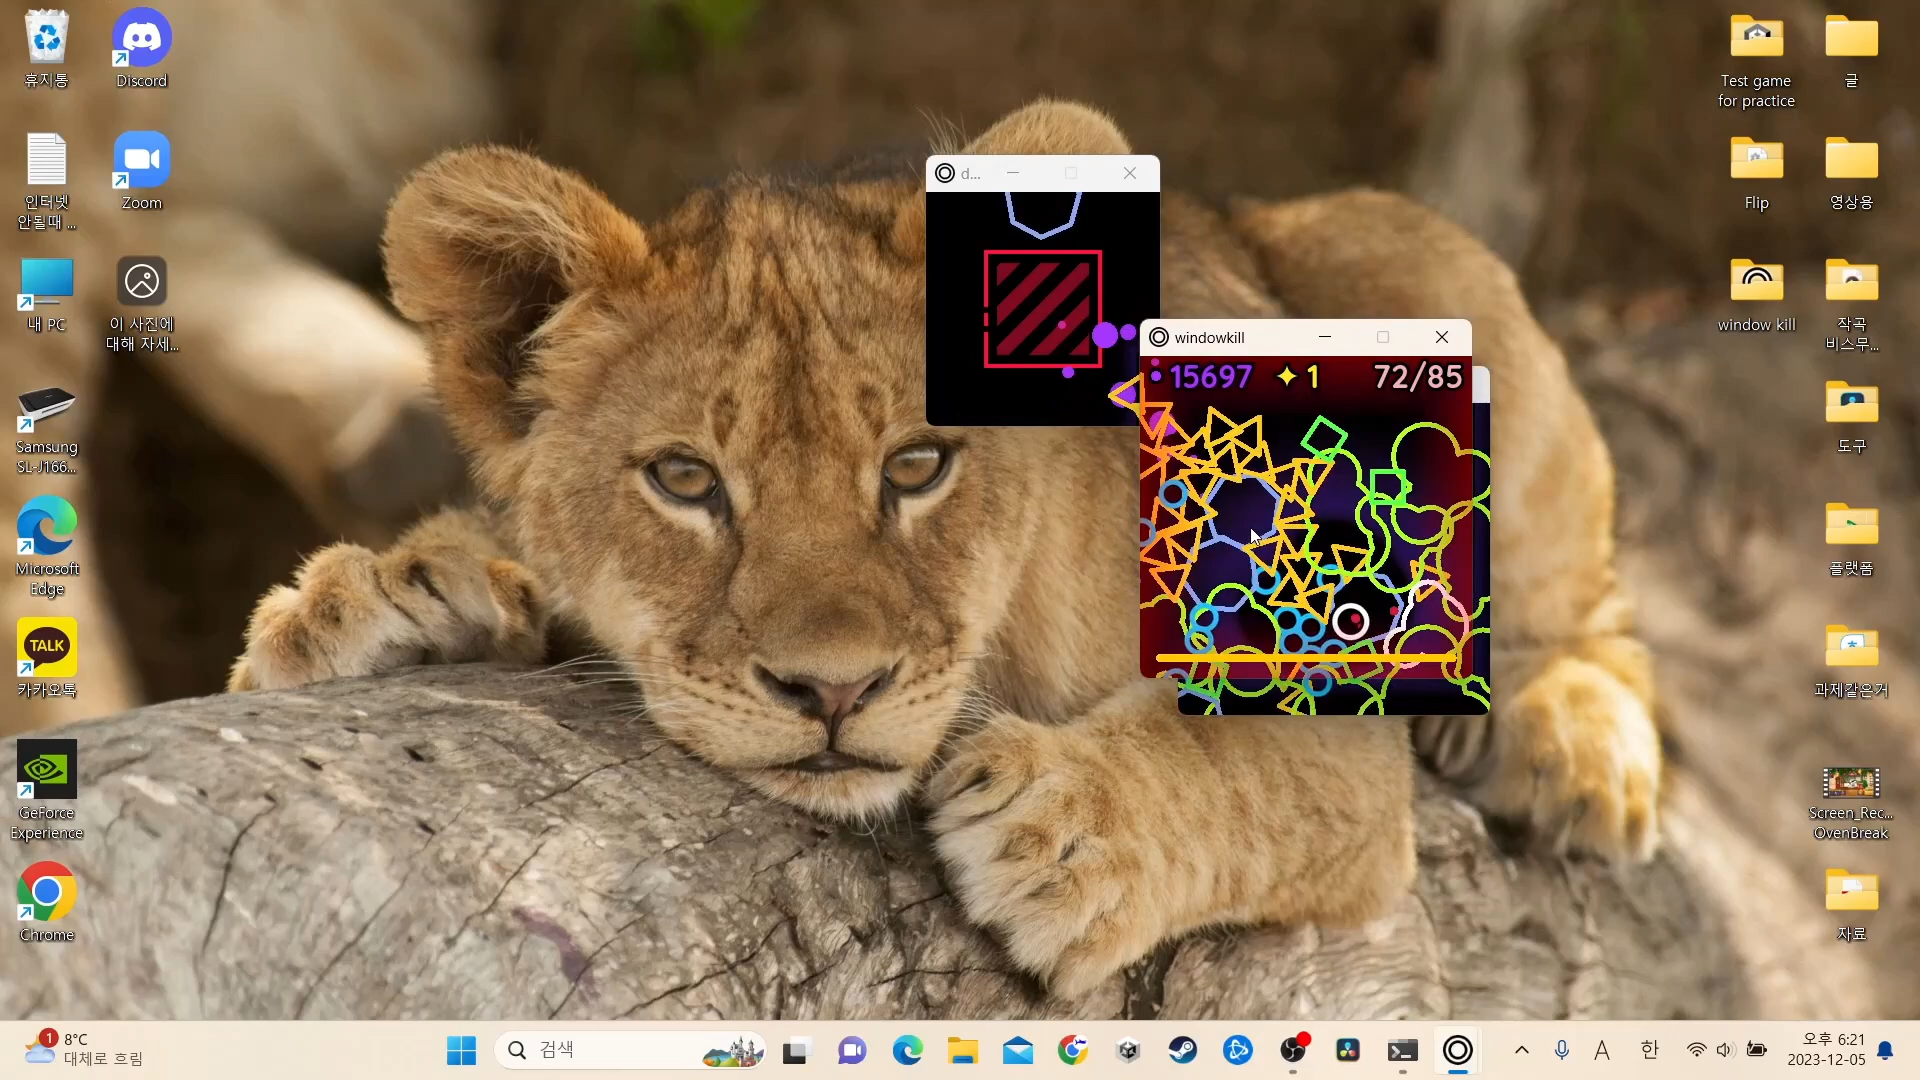 휴지통
Discord
인터넷
안될때 ...
Zoom
내 PC
이 사진에
대해 자세...
Samsung
SL-J166...
Microsoft
Edge
TALK
카카오톡
GeForce
Experience
Chrome
Test game
for practice
글
Flip
영상용
window kill
작곡
비스무...
도구
플랫폼
과제같은거
Screen_Rec...
OvenBreak
자료
d...
windowkill
15697
1
72/85
1
8°C
대체로 흐림
검색
A
한
오후 6:21
2023-12-05